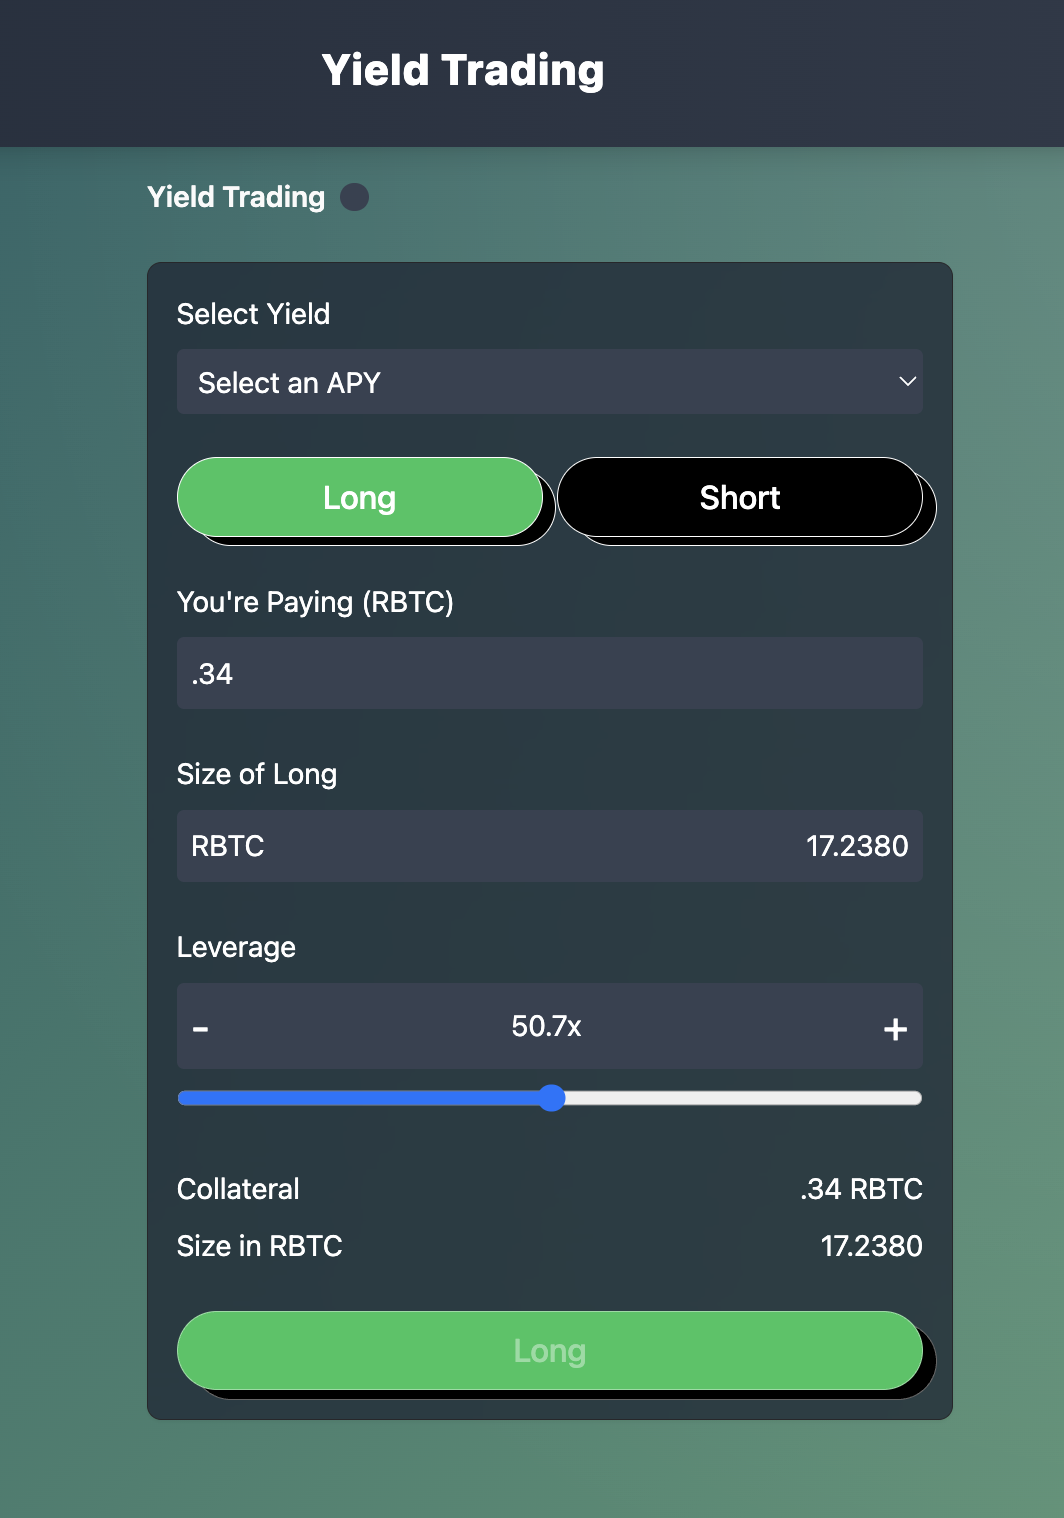 Yield Trading
Yield Trading
Select Yield
Select an APY
Long Short
You're Paying (RBTC)
.34
Size of Long
RBTC 17.2380
Leverage
- 50.7x +
Collateral .34 RBTC
Size in RBTC 17.2380
Long